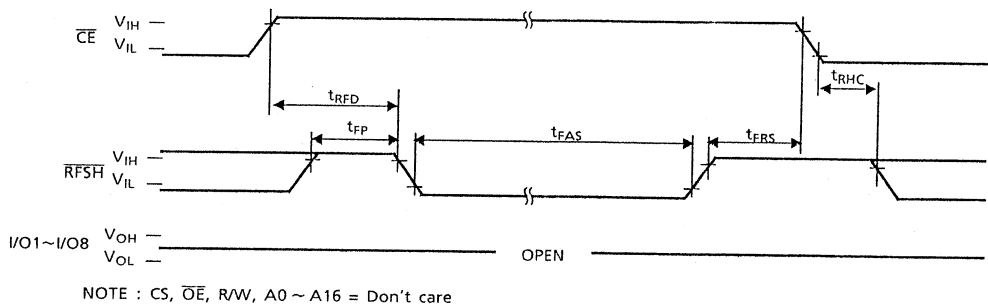 VIH
CE
VIL
tRFD
tRHC
tFP
tFAS
tFRS
VIH
RFSH
VIL
I/O1~I/O8
VOH
VOL
OPEN
NOTE : CS, OE, R/W, A0 ~ A16 = Don't care